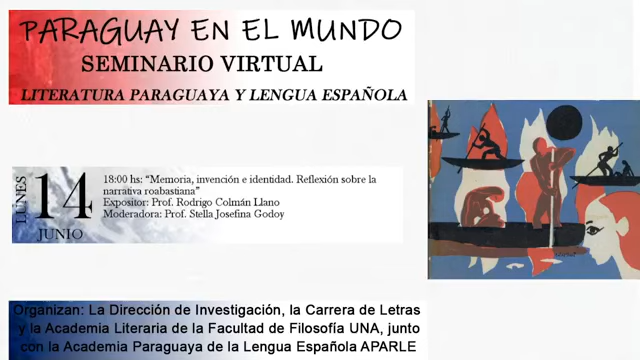 PARAGUAY EN EL MUNDO
SEMINARIO VIRTUAL
LITERATURA PARAGUAYA Y LENGUA ESPAÑOLA
LUNES
14
JUNIO
18:00 hs: “Memoria, invención e identidad. Reflexión sobre la
narrativa roabastiana”
Expositor: Prof. Rodrigo Colmán Llano
Moderadora: Prof. Stella Josefina Godoy
Organizan: La Dirección de Investigación, la Carrera de Letras
y la Academia Literaria de la Facultad de Filosofía UNA, junto
con la Academia Paraguaya de la Lengua Española APARLE